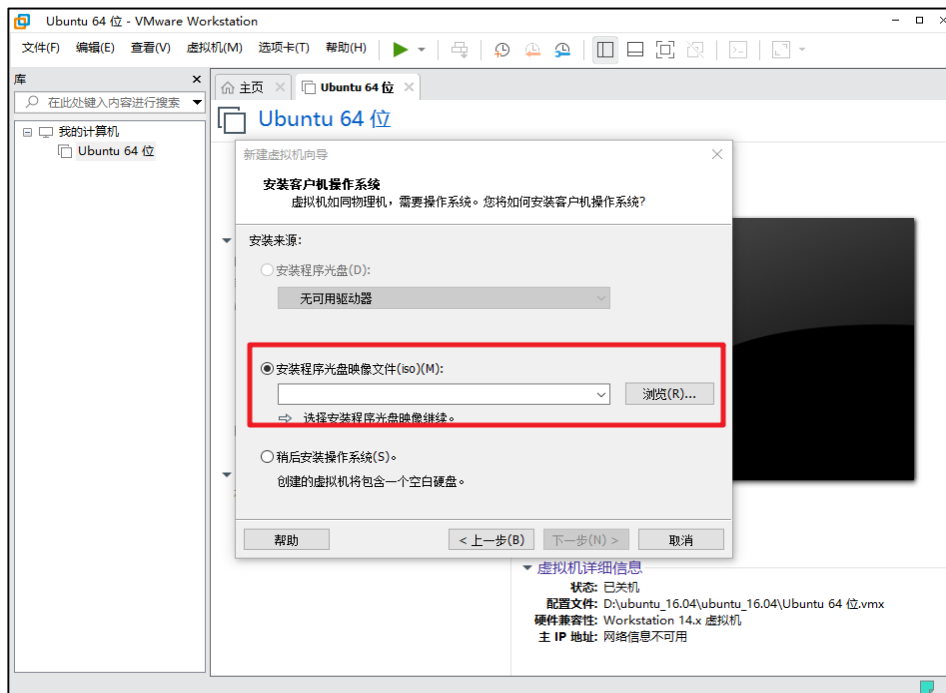 Ubuntu 64 位 - VMware Workstation
文件(F) 编辑(E) 查看(V) 虚拟机(M) 选项卡(T) 帮助(H)
库
在此处键入内容进行搜索
我的计算机
Ubuntu 64 位
主页
Ubuntu 64 位
Ubuntu 64 位
新建虚拟机向导
安装客户机操作系统
虚拟机如同物理机，需要操作系统。您将如何安装客户机操作系统?
安装来源:
安装程序光盘(D):
无可用驱动器
安装程序光盘映像文件(iso)(M):
浏览(R)...
选择安装程序光盘映像继续。
稍后安装操作系统(S)。
创建的虚拟机将包含一个空白硬盘。
帮助
< 上一步(B)
下一步(N) >
取消
虚拟机详细信息
状态: 已关机
配置文件: D:\ubuntu_16.04\ubuntu_16.04\Ubuntu 64 位.vmx
硬件兼容性: Workstation 14.x 虚拟机
主 IP 地址: 网络信息不可用